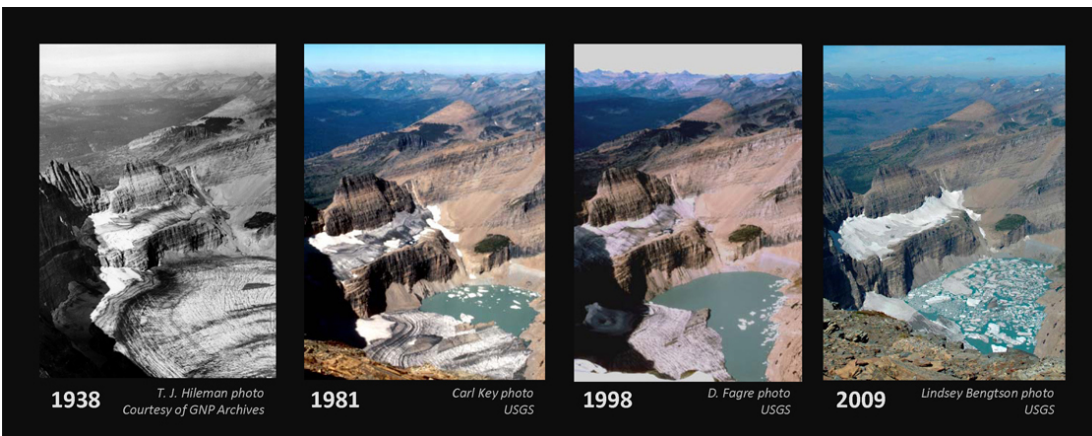 1938
T. J. Hileman photo
Courtesy of GNP Archives
1981
Carl Key photo
USGS
1998
D. Fagre photo
USGS
2009
Lindsey Bengtson photo
USGS